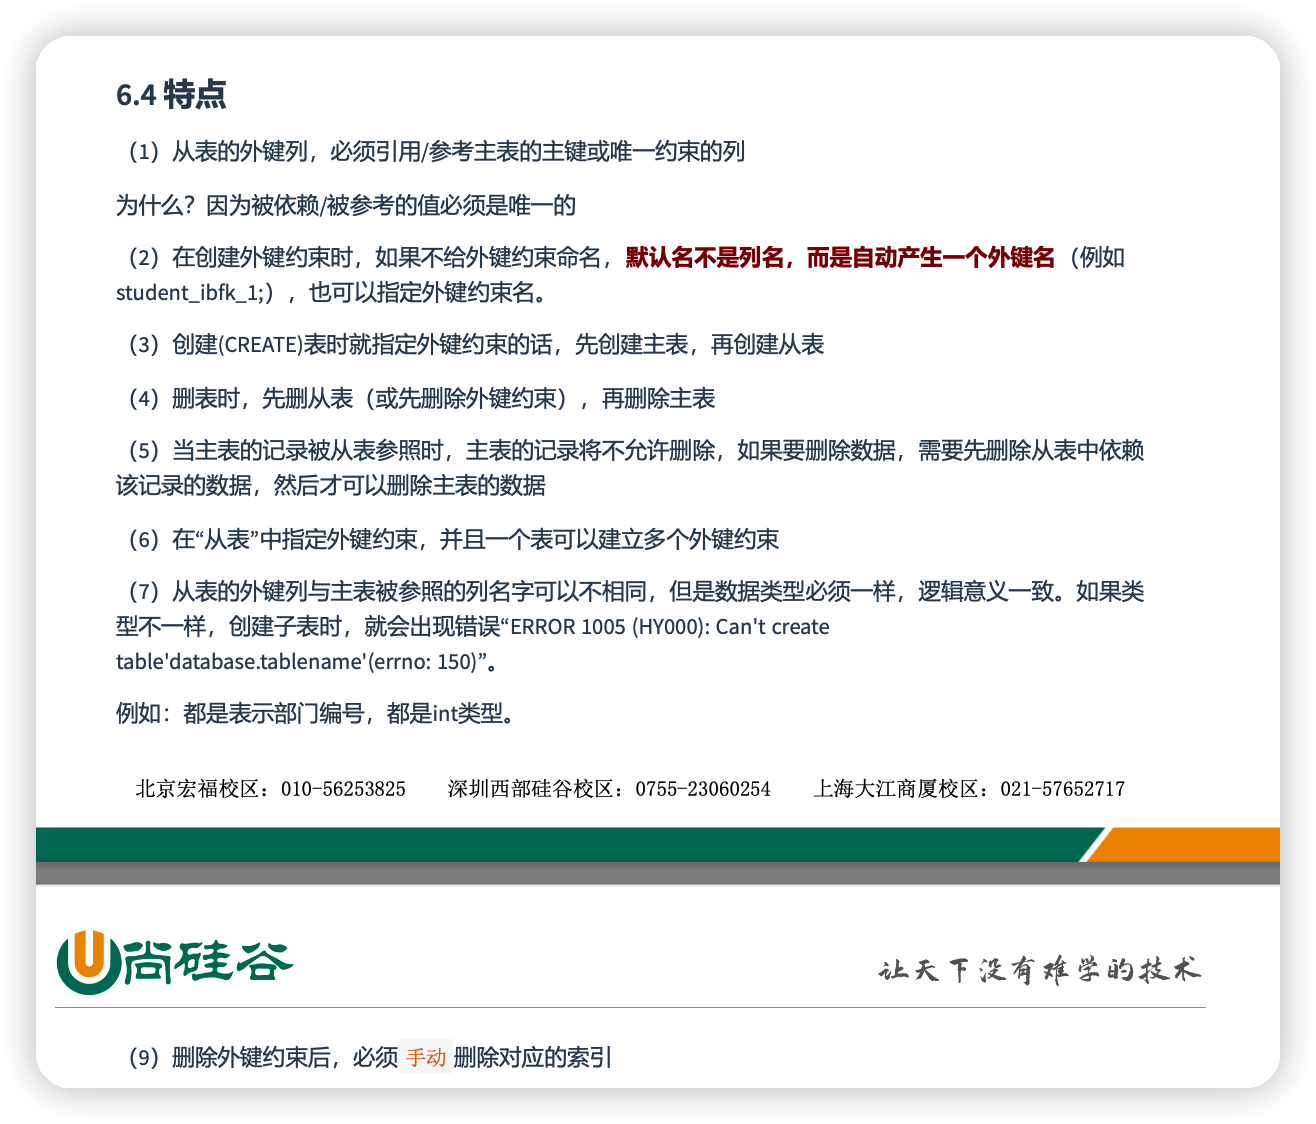 6.4 特点
（1）从表的外键列，必须引用/参考主表的主键或唯一约束的列
为什么？因为被依赖/被参考的值必须是唯一的
（2）在创建外键约束时，如果不给外键约束命名，默认名不是列名，而是自动产生一个外键名（例如
student_ibfk_1;），也可以指定外键约束名。
（3）创建(CREATE)表时就指定外键约束的话，先创建主表，再创建从表
（4）删表时，先删从表（或先删除外键约束），再删除主表
（5）当主表的记录被从表参照时，主表的记录将不允许删除，如果要删除数据，需要先删除从表中依赖
该记录的数据，然后才可以删除主表的数据
（6）在“从表”中指定外键约束，并且一个表可以建立多个外键约束
（7）从表的外键列与主表被参照的列名字可以不相同，但是数据类型必须一样，逻辑意义一致。如果类
型不一样，创建子表时，就会出现错误“ERROR 1005 (HY000): Can't create
table'database.tablename'(errno: 150)”。
例如：都是表示部门编号，都是int类型。
北京宏福校区：010-56253825 深圳西部硅谷校区：0755-23060254 上海大江商厦校区：021-57652717
尚硅谷 让天下没有难学的技术
（9）删除外键约束后，必须 手动 删除对应的索引